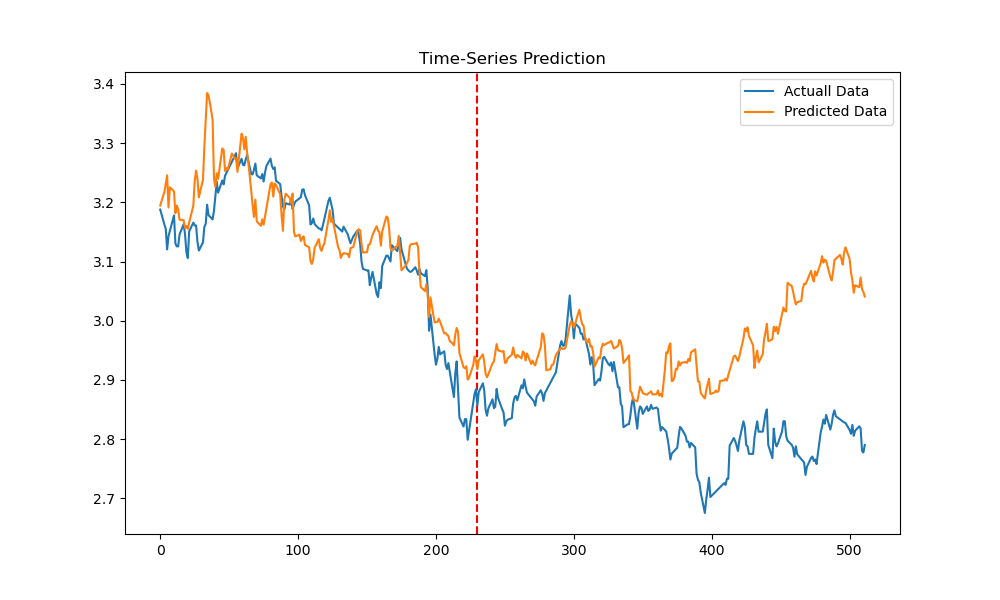 Time-Series Prediction
3.4
3.3
3.2
3.1
3.0
2.9
2.8
2.7
Actuall Data
Predicted Data
0 100 200 300 400 500